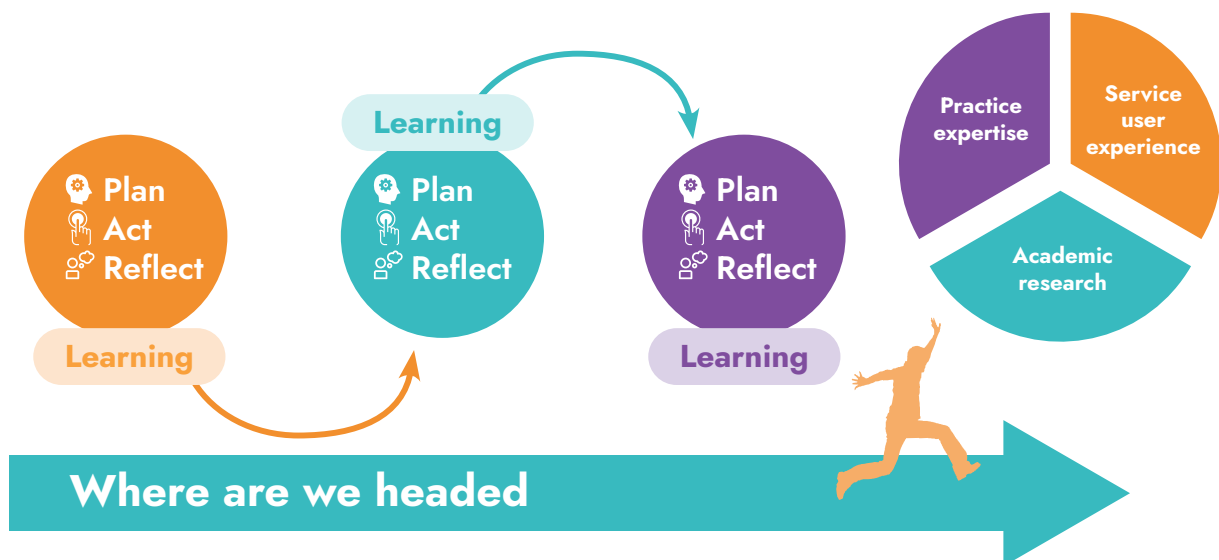 Plan
Act
Reflect
Learning
Learning
Plan
Act
Reflect
Plan
Act
Reflect
Learning
Practice
expertise
Service
user
experience
Academic
research
Where are we headed